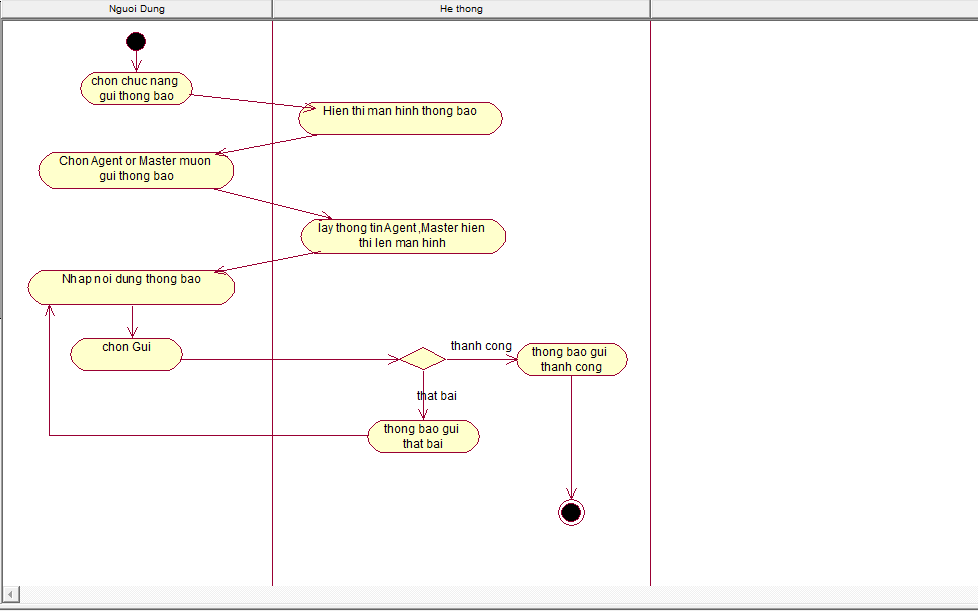 Nguoi Dung
He thong
chon chuc nang
gui thong bao
Hien thi man hinh thong bao
Chon Agent or Master muon
gui thong bao
lay thong tin Agent ,Master hien
thi len man hinh
Nhap noi dung thong bao
chon Gui
thanh cong
thong bao gui
thanh cong
that bai
thong bao gui
that bai